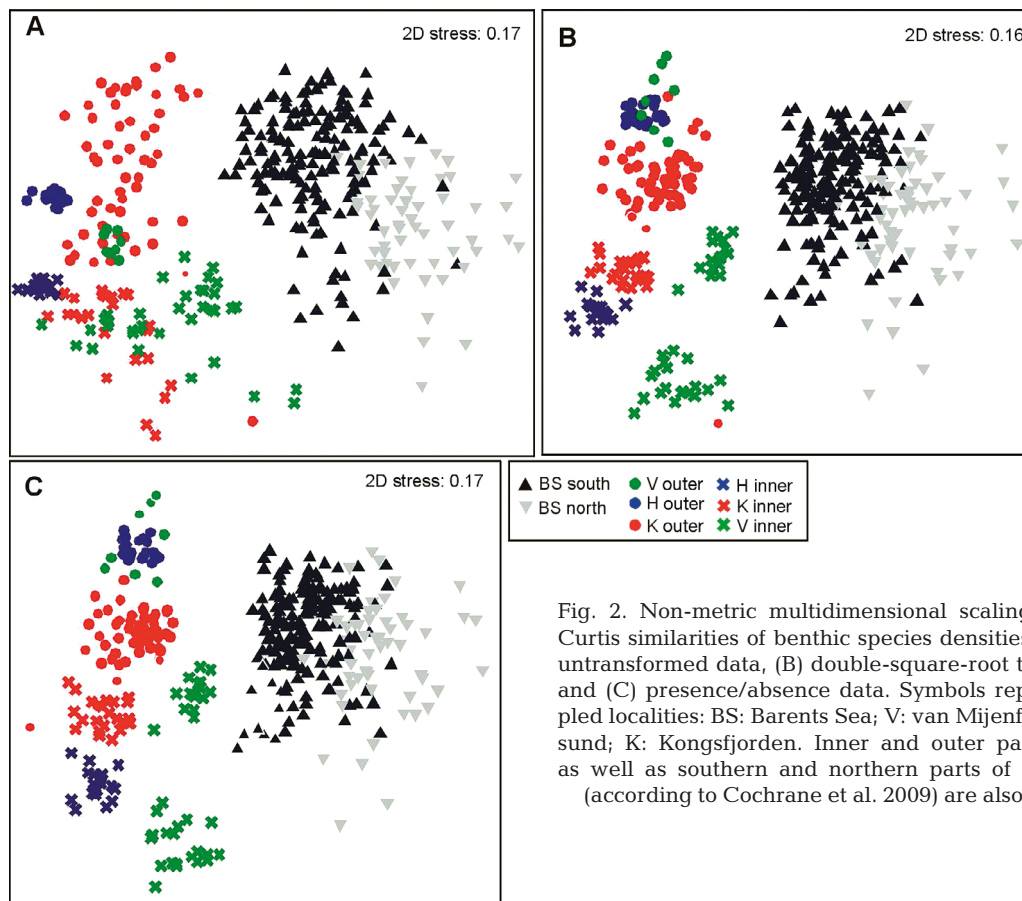 A
2D stress: 0.17
B
2D stress: 0.16
C
2D stress: 0.17
BS south
BS north
V outer
H outer
K outer
H inner
K inner
V inner
Fig. 2. Non-metric multidimensional scaling
Curtis similarities of benthic species densities
untransformed data, (B) double-square-root t
and (C) presence/absence data. Symbols rep
pled localities: BS: Barents Sea; V: van Mijenf
sund; K: Kongsfjorden. Inner and outer pa
as well as southern and northern parts of
(according to Cochrane et al. 2009) are also